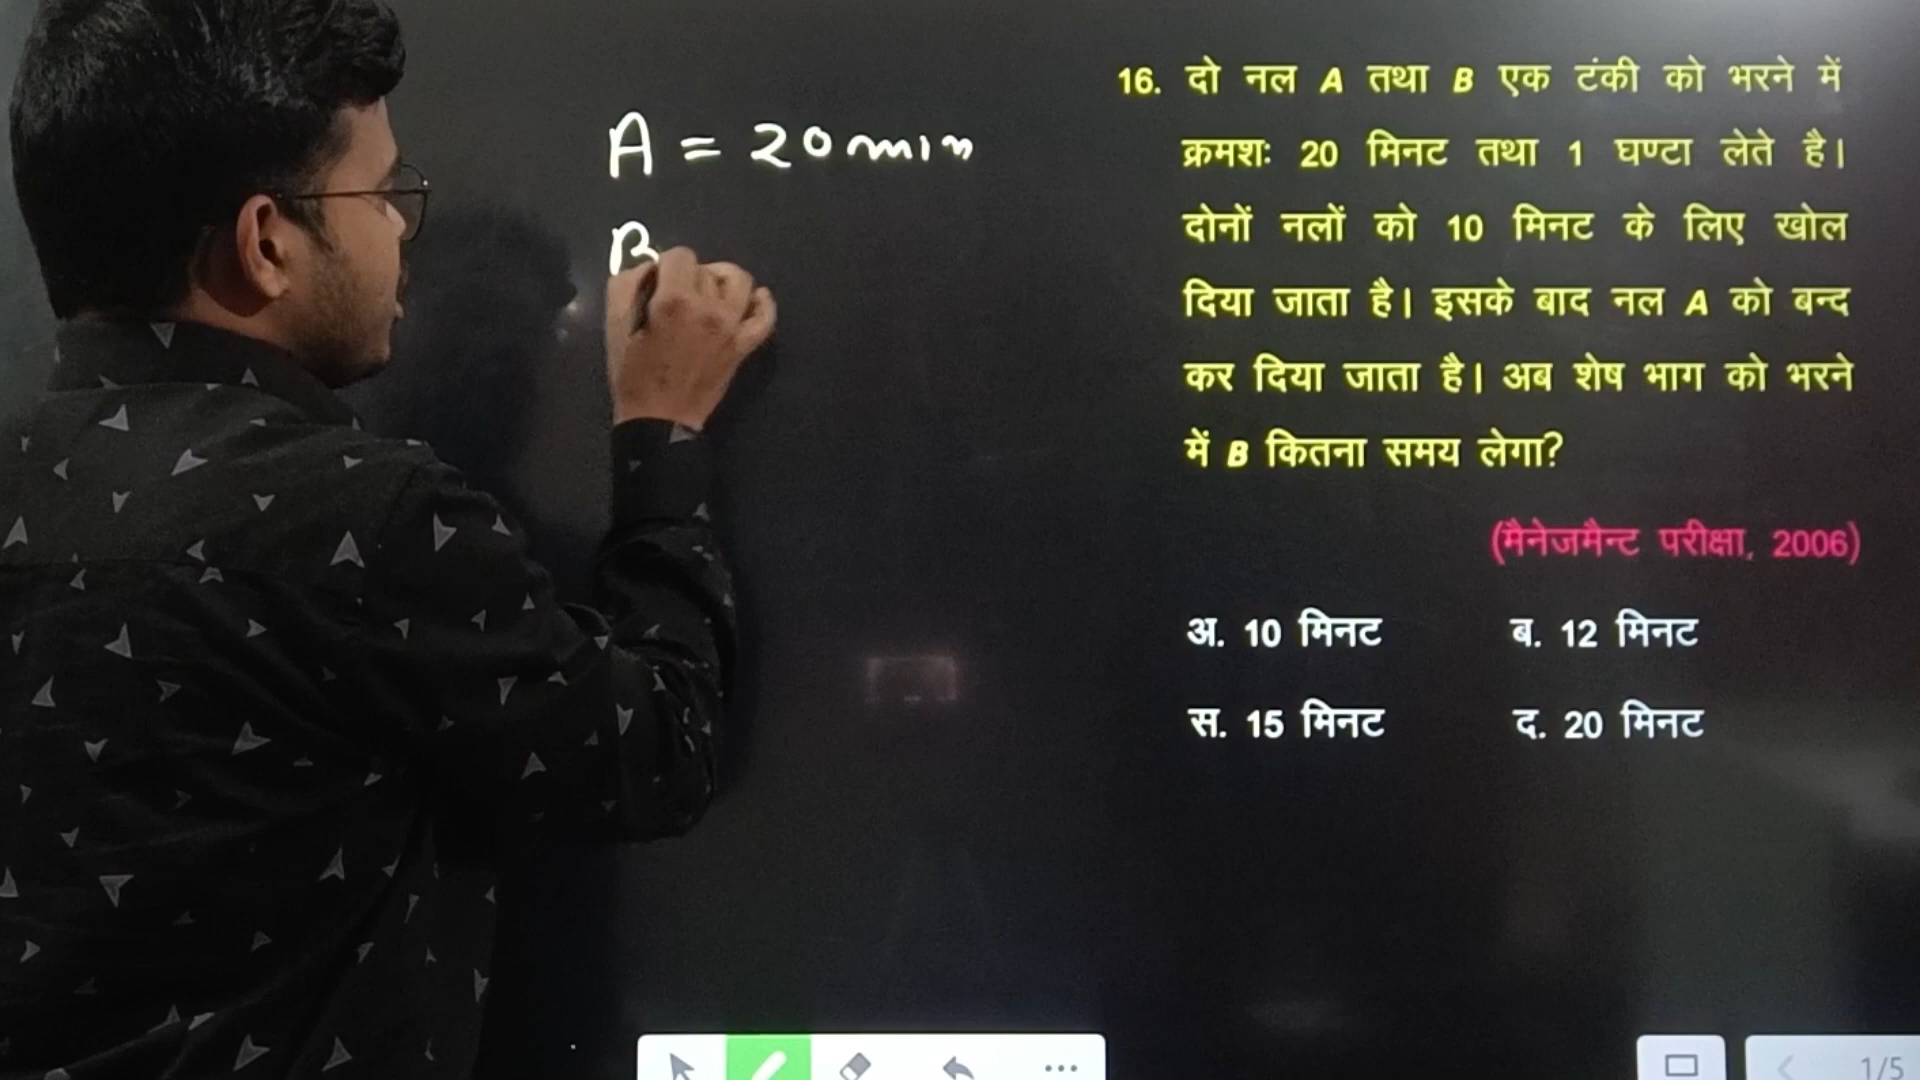 A = 20 min
B
16. दो नल A तथा B एक टंकी को भरने में
क्रमशः 20 मिनट तथा 1 घण्टा लेते है।
दोनों नलों को 10 मिनट के लिए खोल
दिया जाता है। इसके बाद नल A को बन्द
कर दिया जाता है। अब शेष भाग को भरने
में B कितना समय लेगा?
(मैनेजमैन्ट परीक्षा, 2006)
अ. 10 मिनट ब. 12 मिनट
स. 15 मिनट द. 20 मिनट
1/5